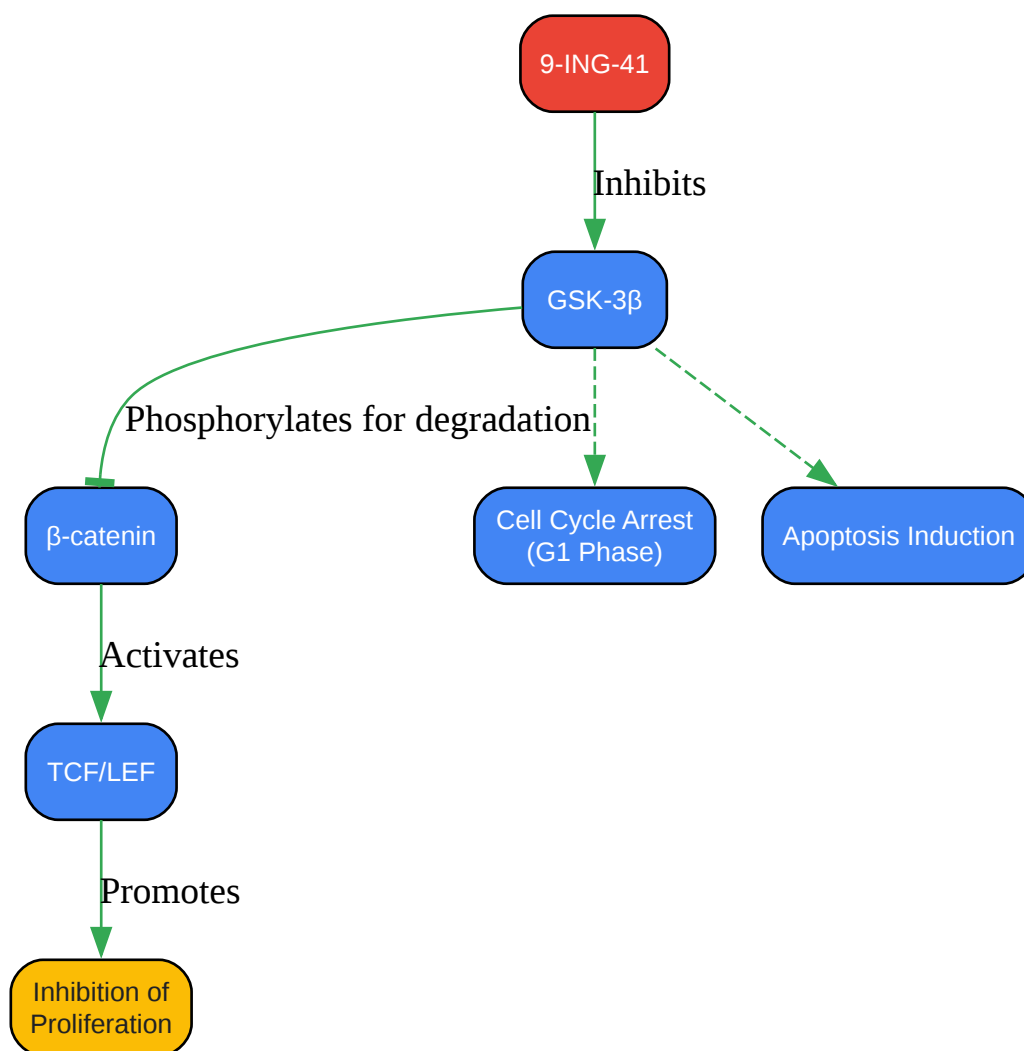 9-ING-41
Inhibits
GSK-3β
Phosphorylates for degradation
β-catenin
Cell Cycle Arrest
(G1 Phase)
Apoptosis Induction
Activates
TCF/LEF
Promotes
Inhibition of
Proliferation